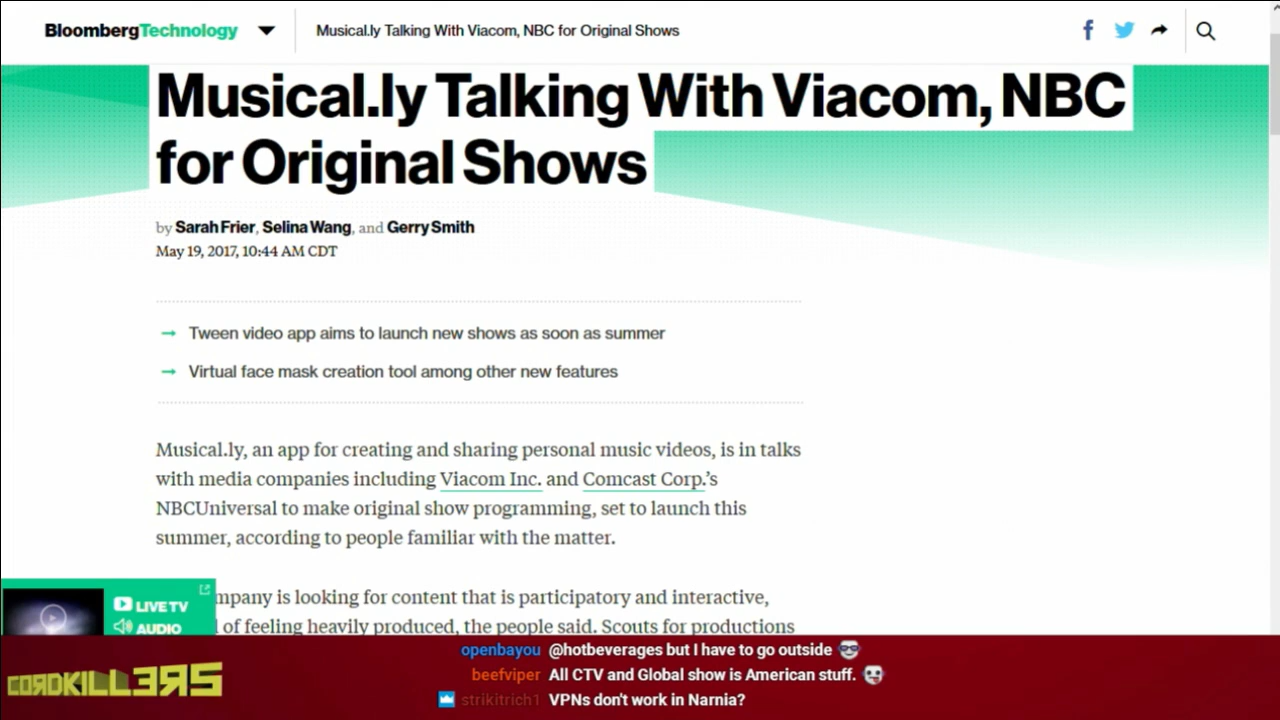 BloombergTechnology Musical.ly Talking With Viacom, NBC for Original Shows
Musical.ly Talking With Viacom, NBC
for Original Shows
by Sarah Frier, Selina Wang, and Gerry Smith
May 19, 2017, 10:44 AM CDT
→ Tween video app aims to launch new shows as soon as summer
→ Virtual face mask creation tool among other new features
Musical.ly, an app for creating and sharing personal music videos, is in talks
with media companies including Viacom Inc. and Comcast Corp.'s
NBCUniversal to make original show programming, set to launch this
summer, according to people familiar with the matter.
mpany is looking for content that is participatory and interactive,
of feeling heavily produced, the people said. Scouts for productions
LIVE TV
AUDIO
CORDKILLERS
openbayou @hotbeverages but I have to go outside
beefviper All CTV and Global show is American stuff.
strikitrich1 VPNs don't work in Narnia?